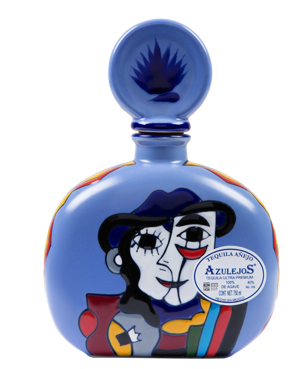 TEQUILA AÑEJO
AZULEJOS
TEQUILA ULTRA PREMIUM
100% 40%
DE AGAVE
CONT. NET. 750 ml